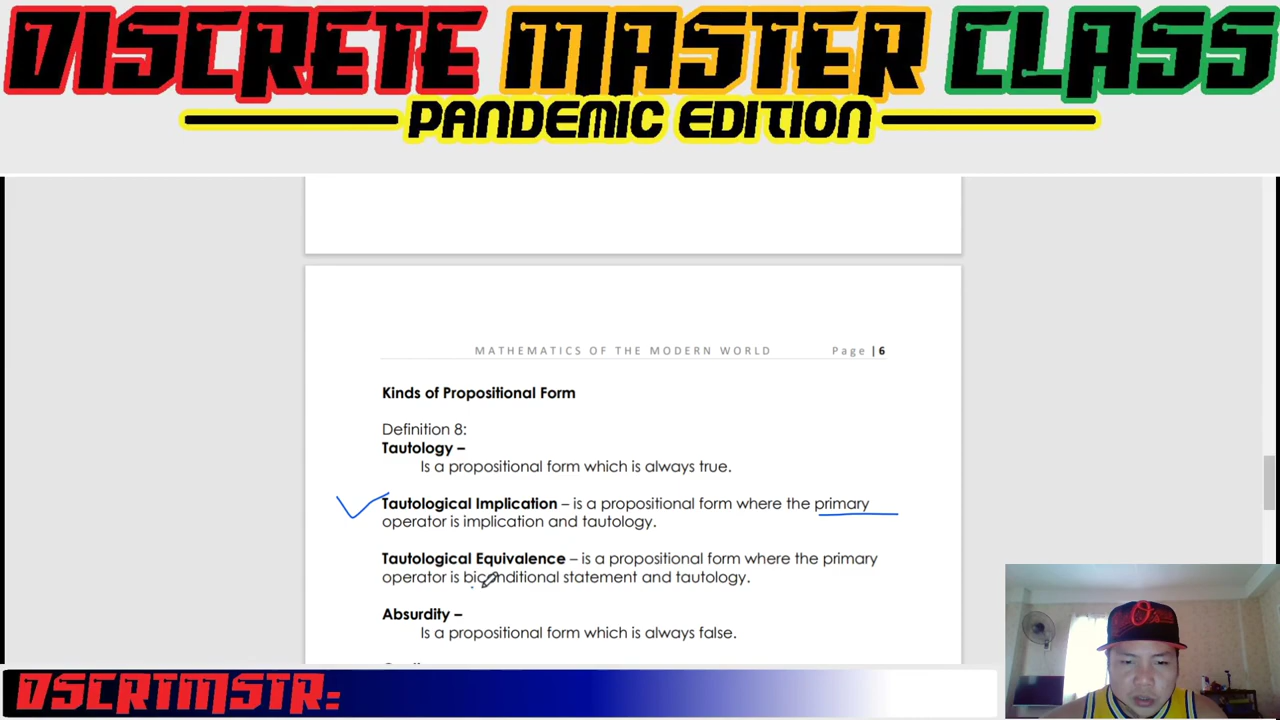 DISCRETE MASTER CLASS
PANDEMIC EDITION
MATHEMATICS OF THE MODERN WORLD Page |6
Kinds of Propositional Form
Definition 8:
Tautology –
Is a propositional form which is always true.
Tautological Implication – is a propositional form where the primary
operator is implication and tautology.
Tautological Equivalence – is a propositional form where the primary
operator is biconditional statement and tautology.
Absurdity –
Is a propositional form which is always false.
DSCRTMSTR: